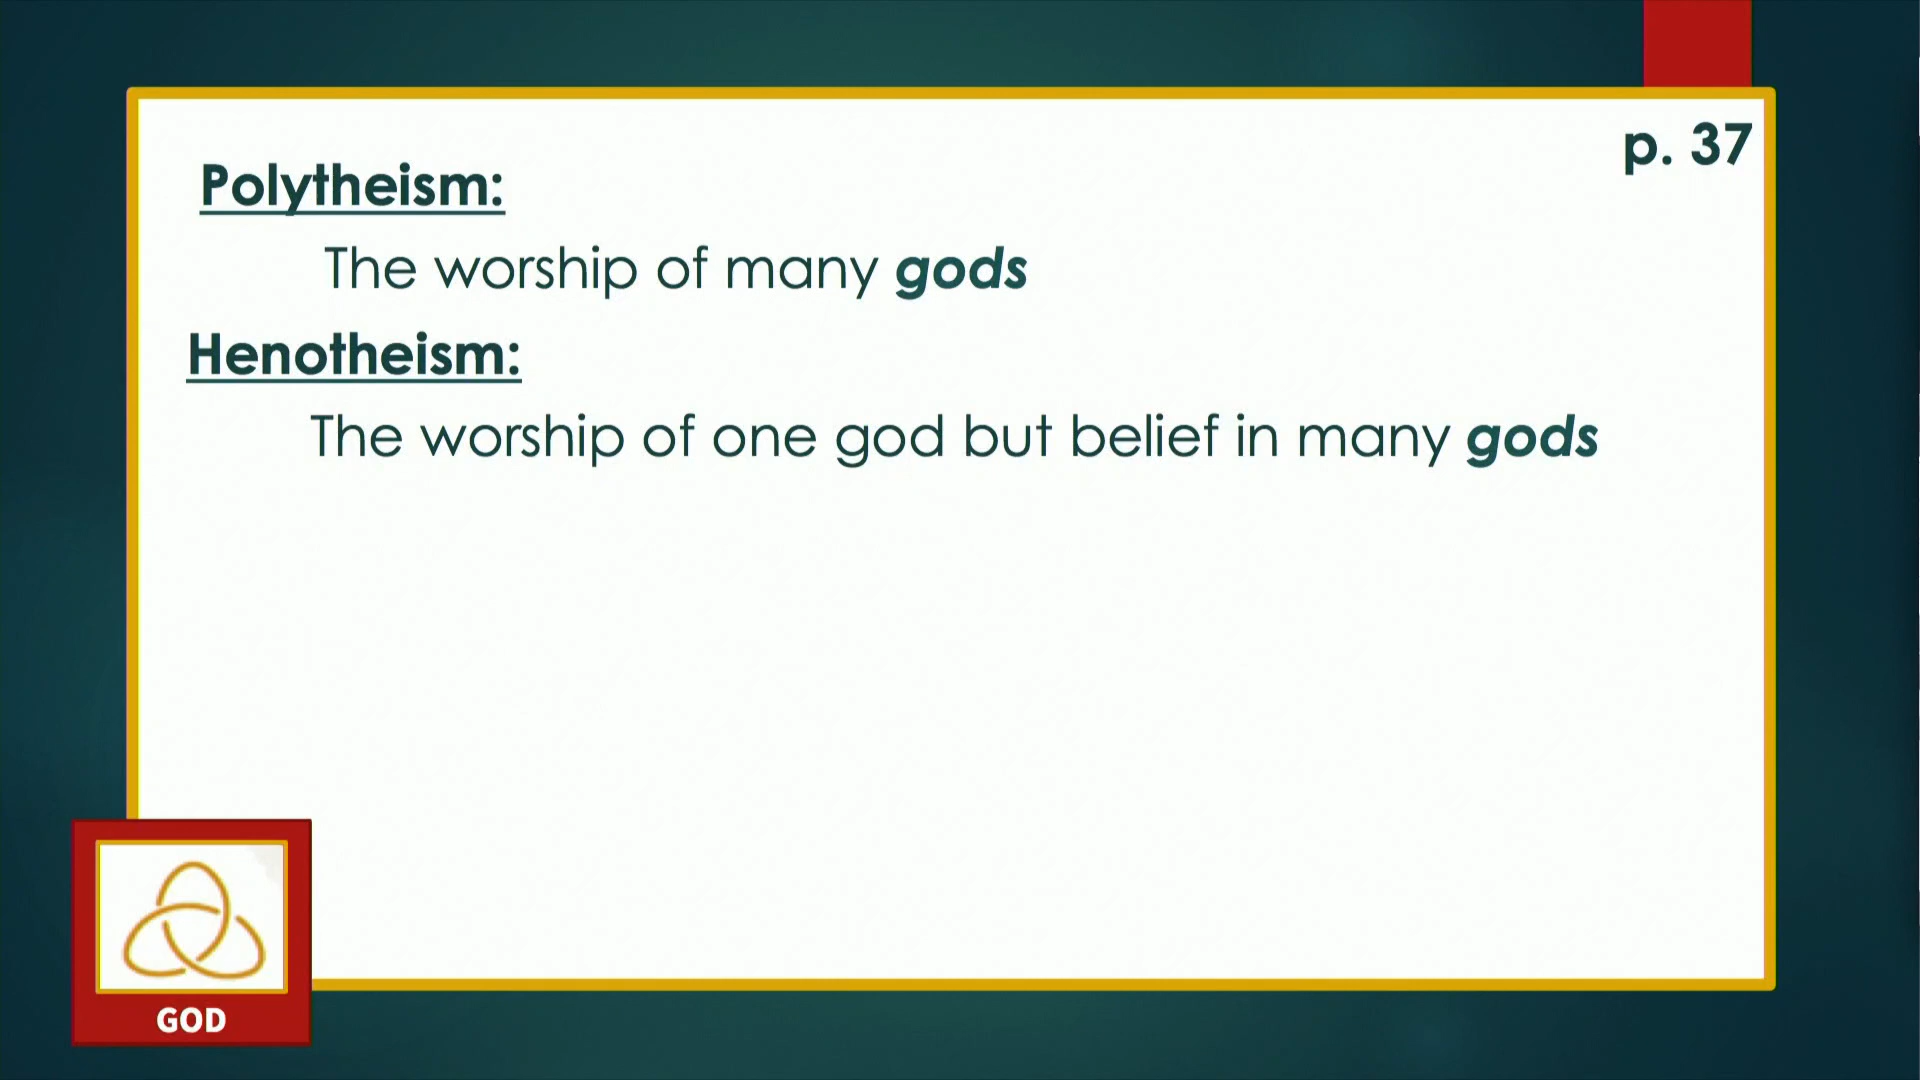 p. 37
Polytheism:
The worship of many gods
Henotheism:
The worship of one god but belief in many gods
GOD